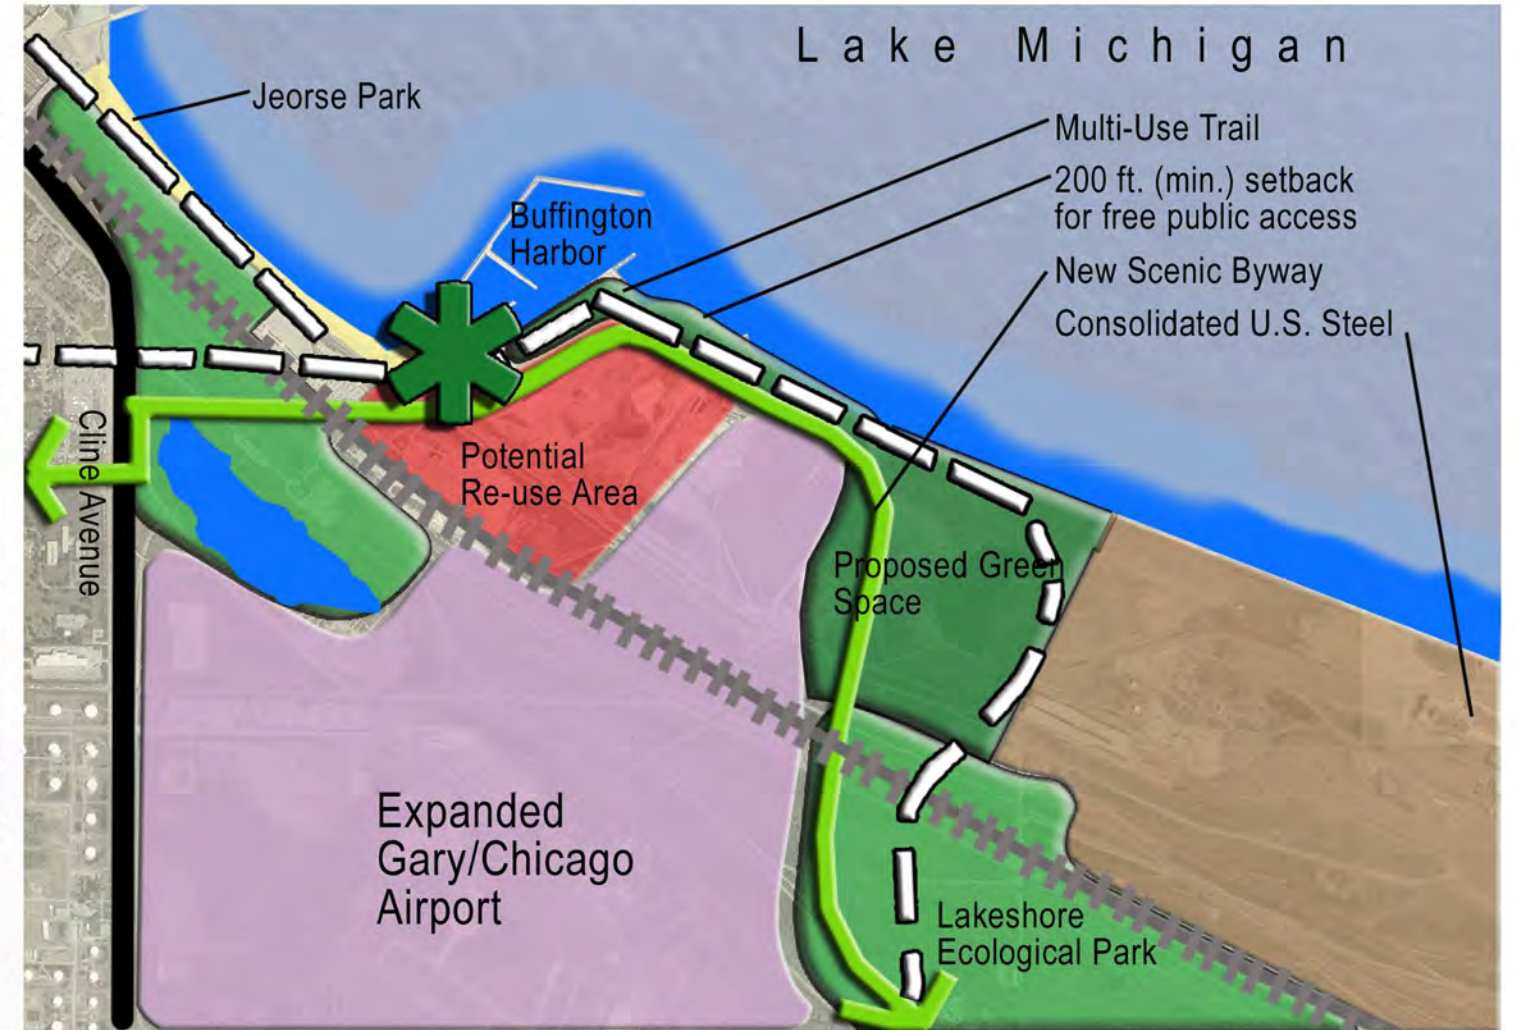 Lake Michigan
Jeorse Park
Multi-Use Trail
200 ft. (min.) setback
for free public access
Buffington
Harbor
New Scenic Byway
Consolidated U.S. Steel
Cline Avenue
Potential
Re-use Area
Proposed Green
Space
Expanded
Gary/Chicago
Airport
Lakeshore
Ecological Park